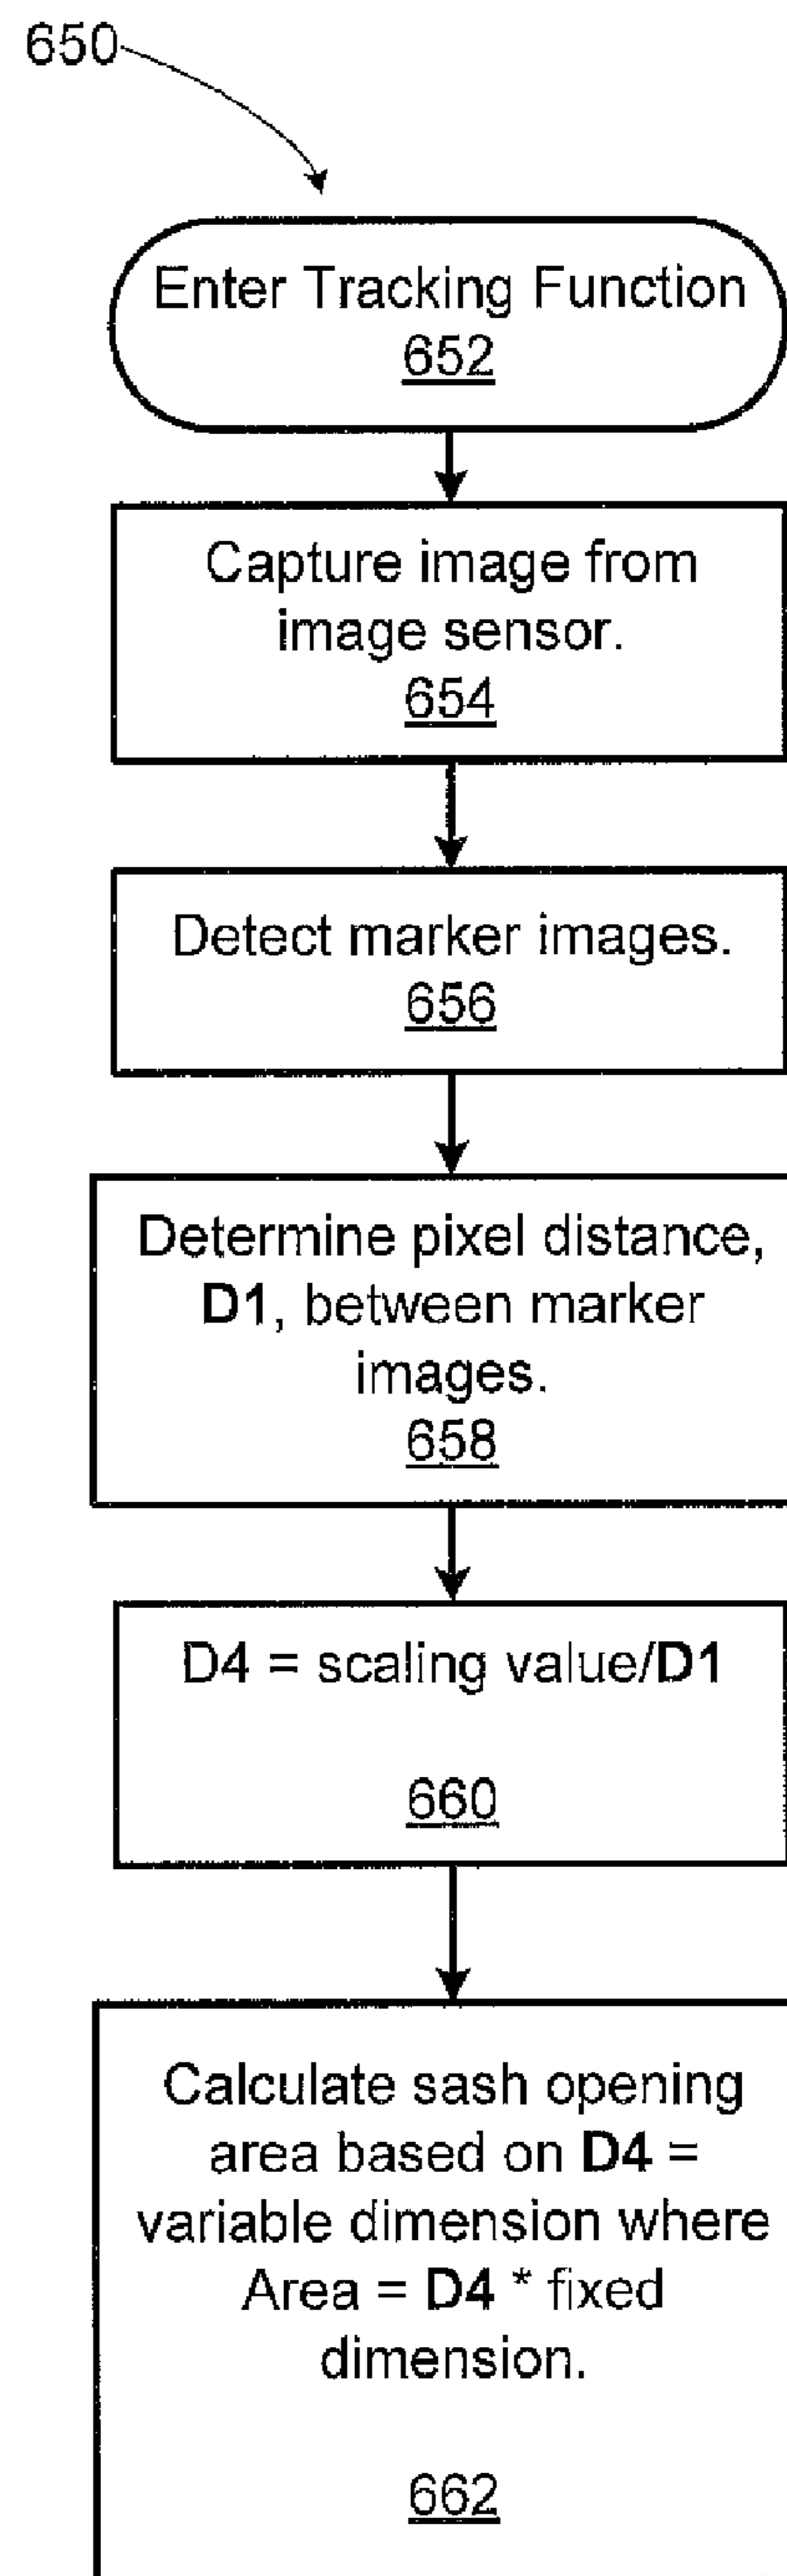 650
Enter Tracking Function
652
Capture image from
image sensor.
654
Detect marker images.
656
Determine pixel distance,
D1, between marker
images.
658
D4 = scaling value/D1
660
Calculate sash opening
area based on D4 =
variable dimension where
Area = D4 * fixed
dimension.
662